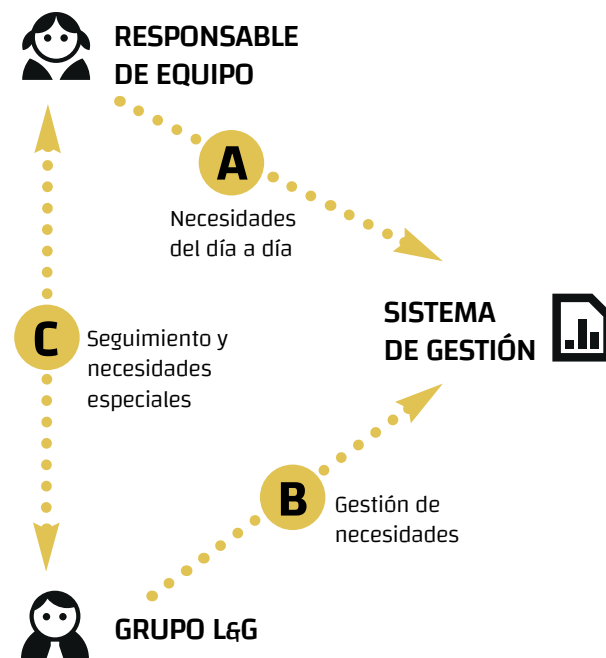 RESPONSABLE
DE EQUIPO
A
Necesidades
del día a día
SISTEMA
DE GESTIÓN
C
Seguimiento y
necesidades
especiales
B
Gestión de
necesidades
GRUPO L&G